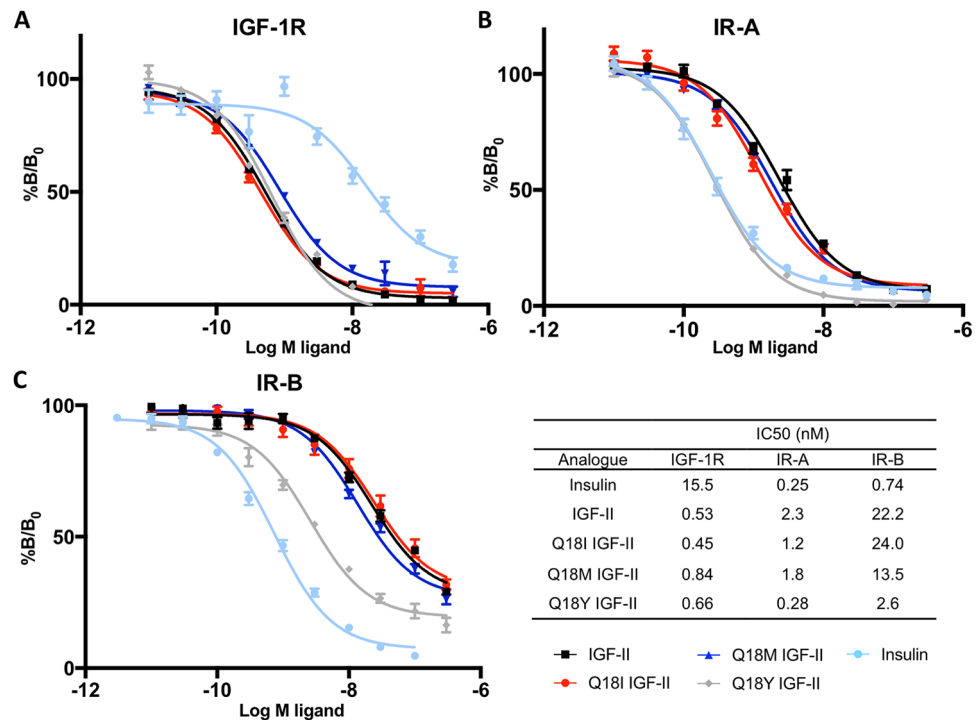 A
IGF-1R
100
50
0
%B/B0
-12
-10
-8
-6
Log M ligand
B
IR-A
100
50
0
%B/B0
-12
-10
-8
-6
Log M ligand
C
IR-B
100
50
0
%B/B0
-12
-10
-8
-6
Log M ligand
IC50 (nM)
Analogue IGF-1R IR-A IR-B
Insulin 15.5 0.25 0.74
IGF-II 0.53 2.3 22.2
Q18I IGF-II 0.45 1.2 24.0
Q18M IGF-II 0.84 1.8 13.5
Q18Y IGF-II 0.66 0.28 2.6
IGF-II Q18M IGF-II Insulin
Q18I IGF-II Q18Y IGF-II